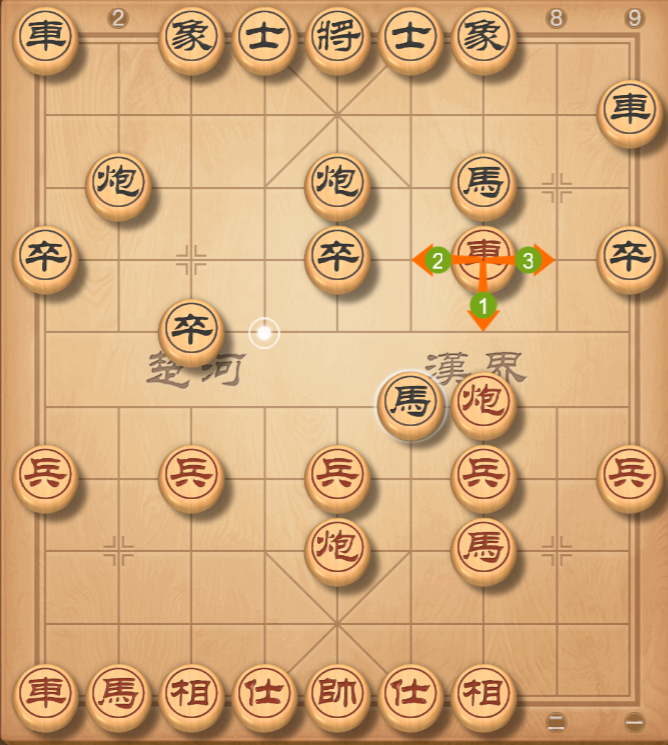 2 8 9
車 象 士 將 士 象
車
炮 炮 馬
卒 卒 2 車 3 卒
1
卒
楚河 漢界
馬 炮
兵 兵 兵 兵 兵
炮 馬
車 馬 相 仕 帥 仕 相 二 一